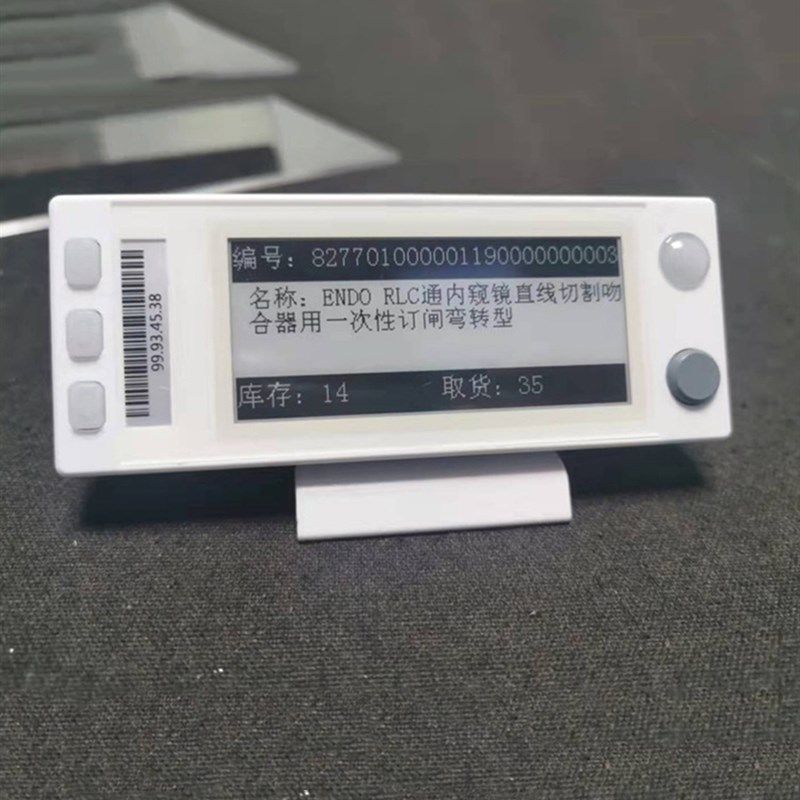 编号：8277010000011900000000003
名称：ENDO RLC通内窥镜直线切割吻
合器用一次性订闸弯转型
库存：14 取货：35
99.93.45.38